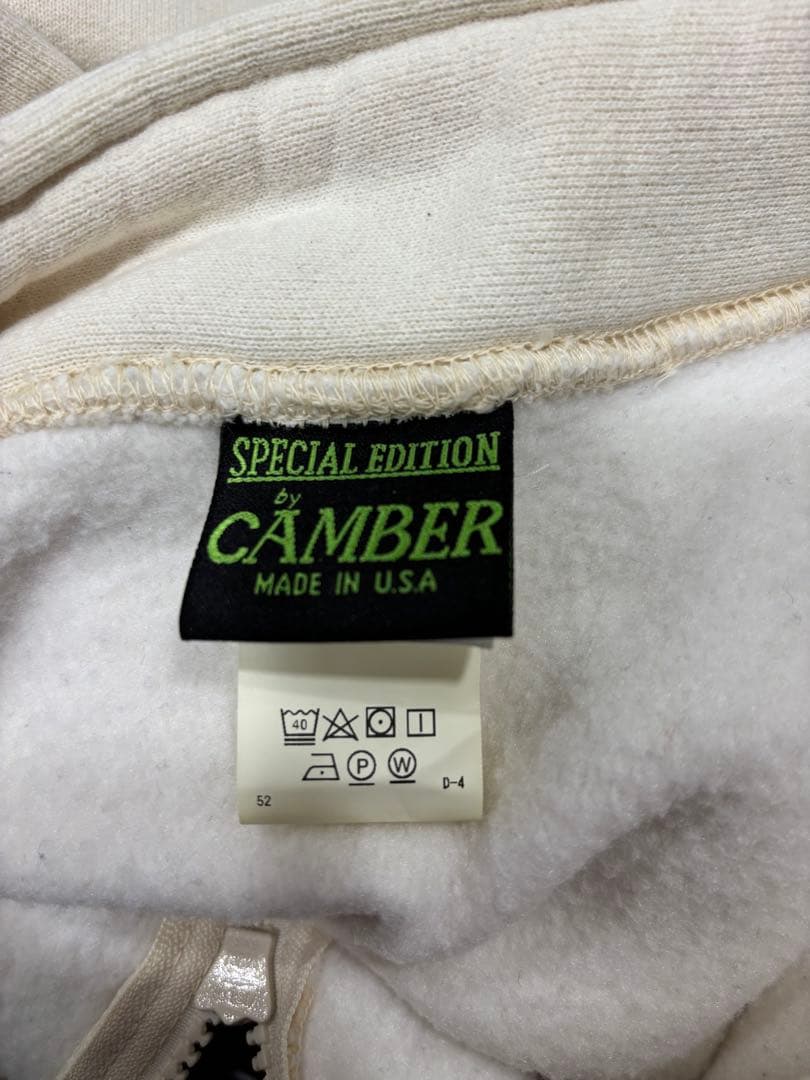 SPECIAL EDITION
by
CAMBER
MADE IN U.S.A
40
P W
52
D-4